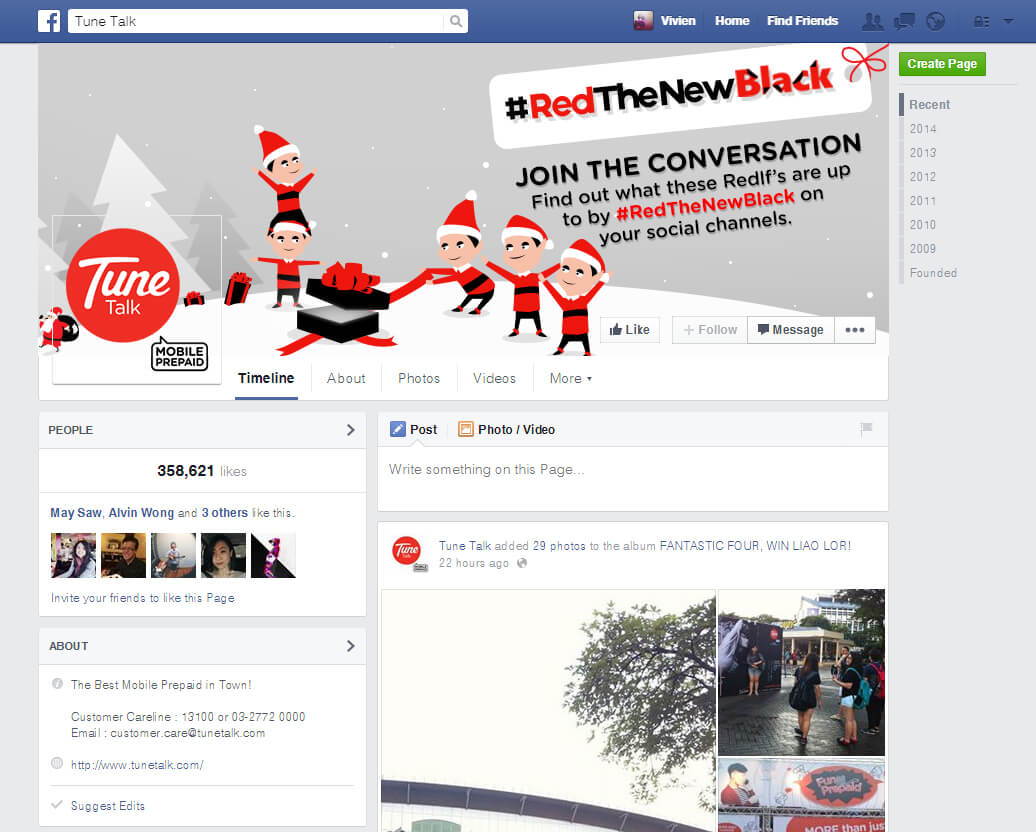 Tune Talk
Vivien
Home
Find Friends
Create Page
Recent
2014
2013
2012
2011
2010
2009
Founded
#RedTheNewBlack
JOIN THE CONVERSATION
Find out what these Redlf's are up
to by #RedTheNewBlack on
your social channels.
Tune
Talk
MOBILE
PREPAID
Like
+ Follow
Message
Timeline
About
Photos
Videos
More
PEOPLE
358,621 likes
May Saw, Alvin Wong and 3 others like this.
Invite your friends to like this Page
ABOUT
The Best Mobile Prepaid in Town!
Customer Careline : 13100 or 03-2772 0000
Email : customer.care@tunetalk.com
http://www.tunetalk.com/
Suggest Edits
Post
Photo / Video
Write something on this Page...
Tune
Tune Talk added 29 photos to the album FANTASTIC FOUR, WIN LIAO LOR!
22 hours ago
Prepaid
MORE than jus